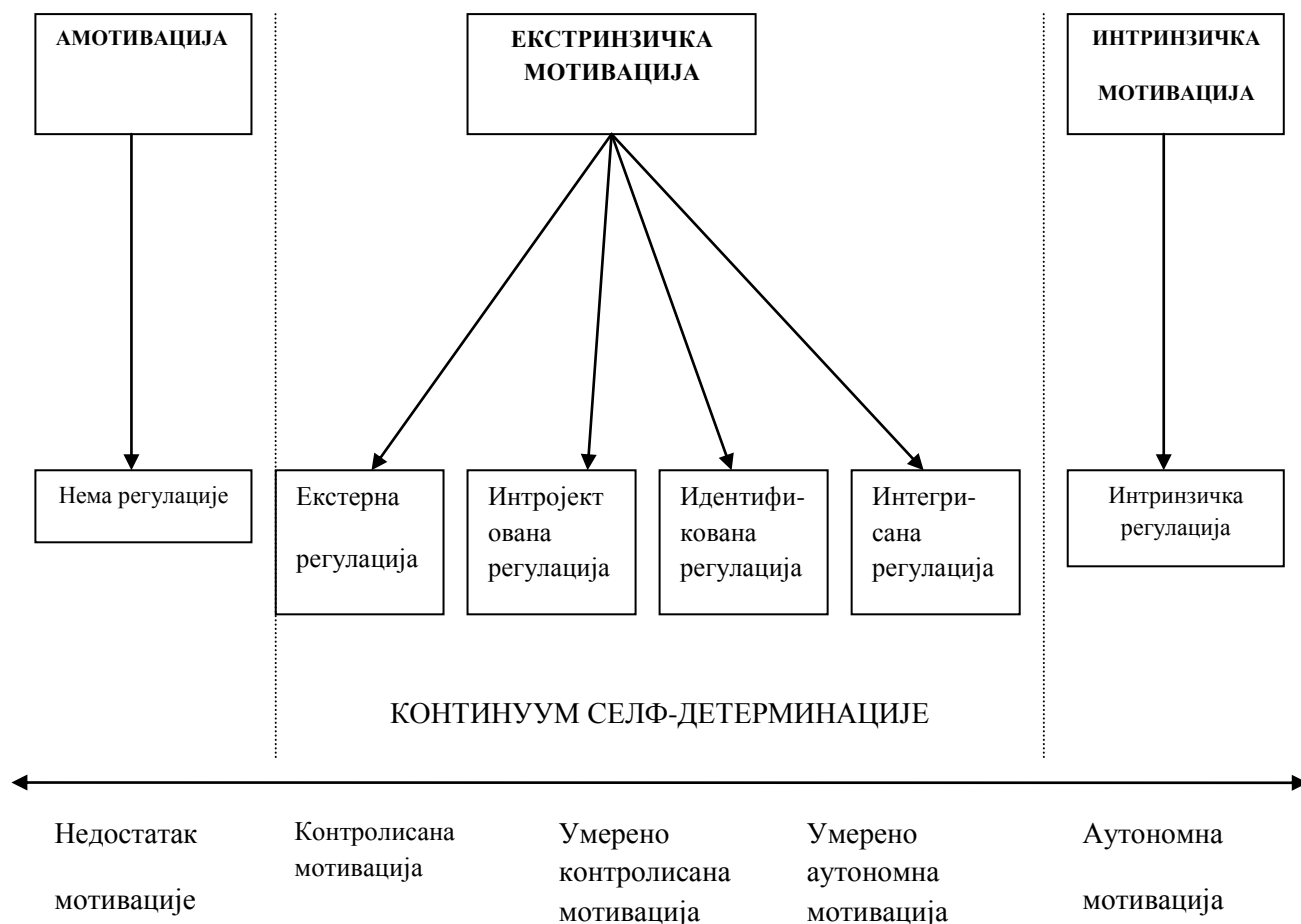 АМОТИВАЦИЈА
ЕКСТРИНЗИЧКА
МОТИВАЦИЈА
ИНТРИНЗИЧКА
МОТИВАЦИЈА
Нема регулације
Екстерна
регулација
Интројект
ована
регулација
Идентифи-
кована
регулација
Интегри-
сана
регулација
Интринзичка
регулација
КОНТИНУУМ СЕЛФ-ДЕТЕРМИНАЦИЈЕ
Недостатак
мотивације
Контролисана
мотивација
Умерено
контролисана
мотивација
Умерено
аутономна
мотивација
Аутономна
мотивација